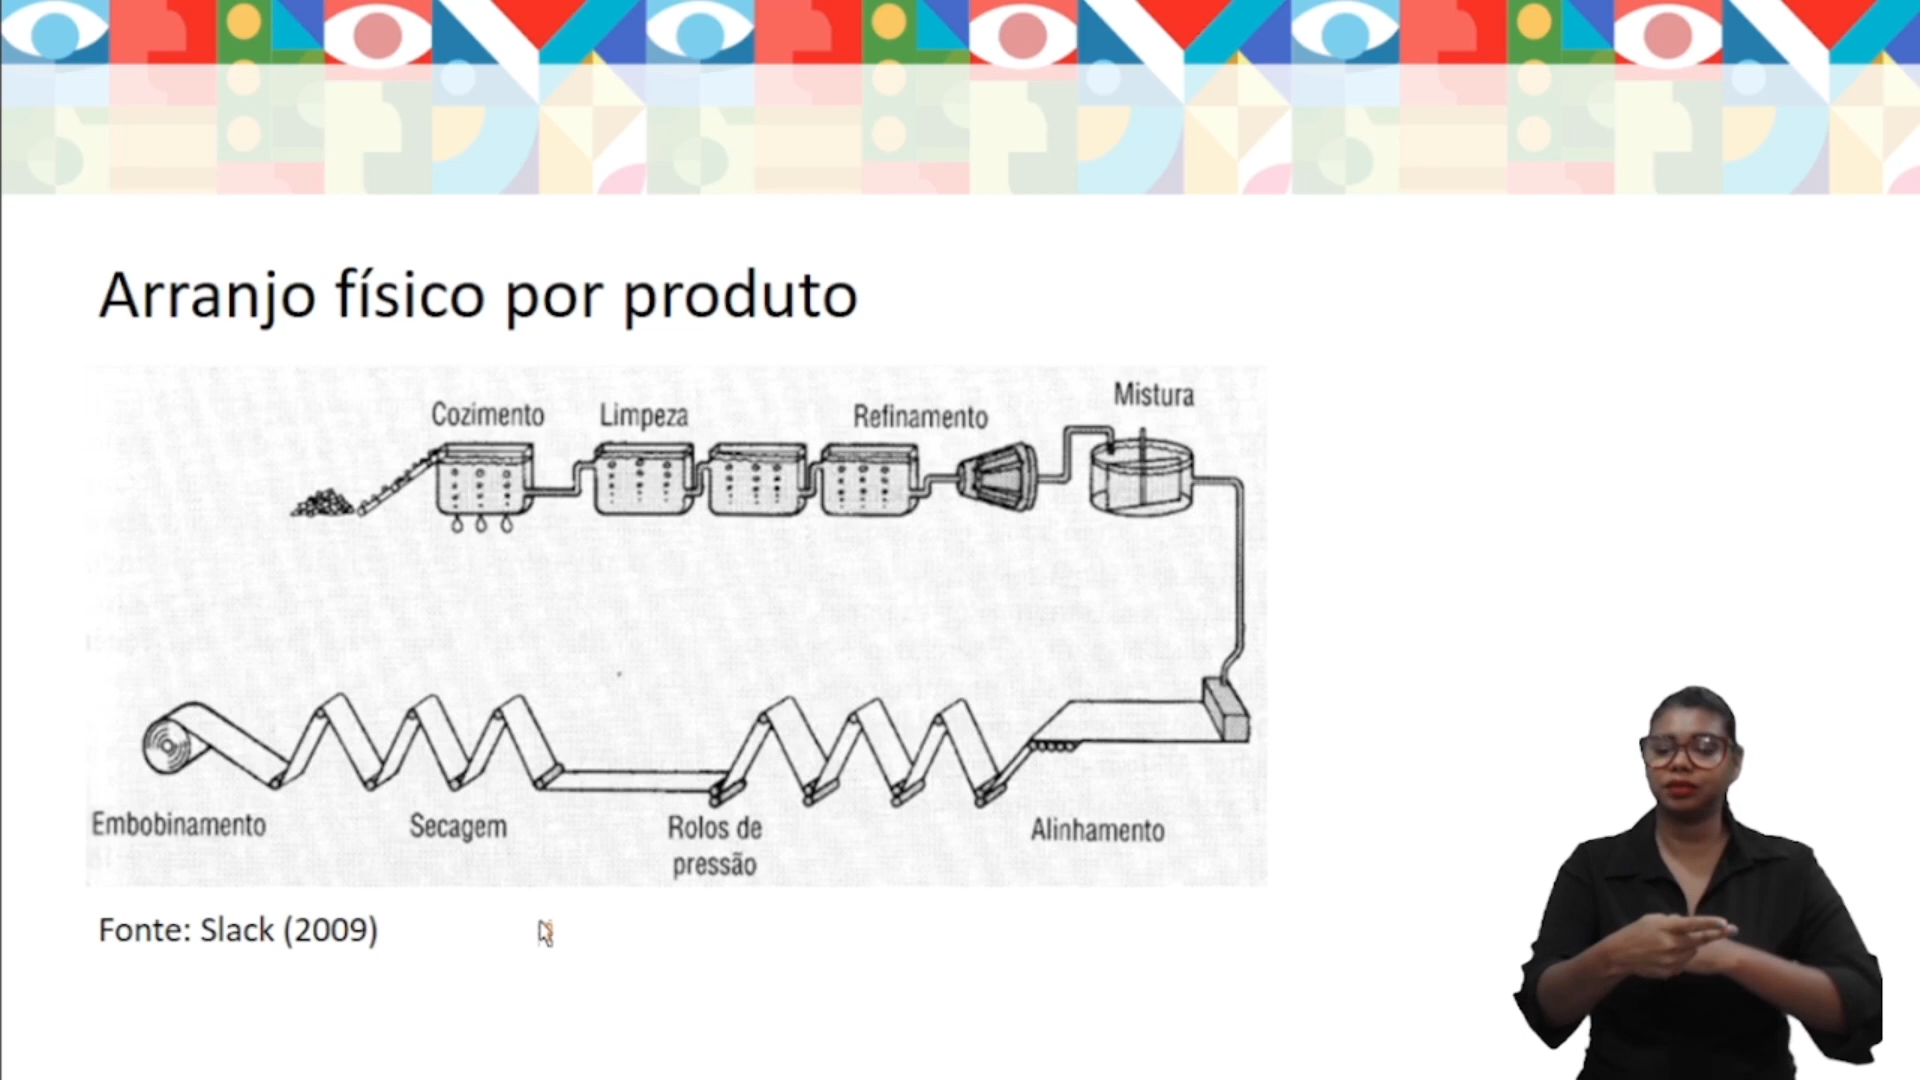 Arranjo físico por produto
Cozimento
Limpeza
Refinamento
Mistura
Embobinamento
Secagem
Rolos de
pressão
Alinhamento
Fonte: Slack (2009)